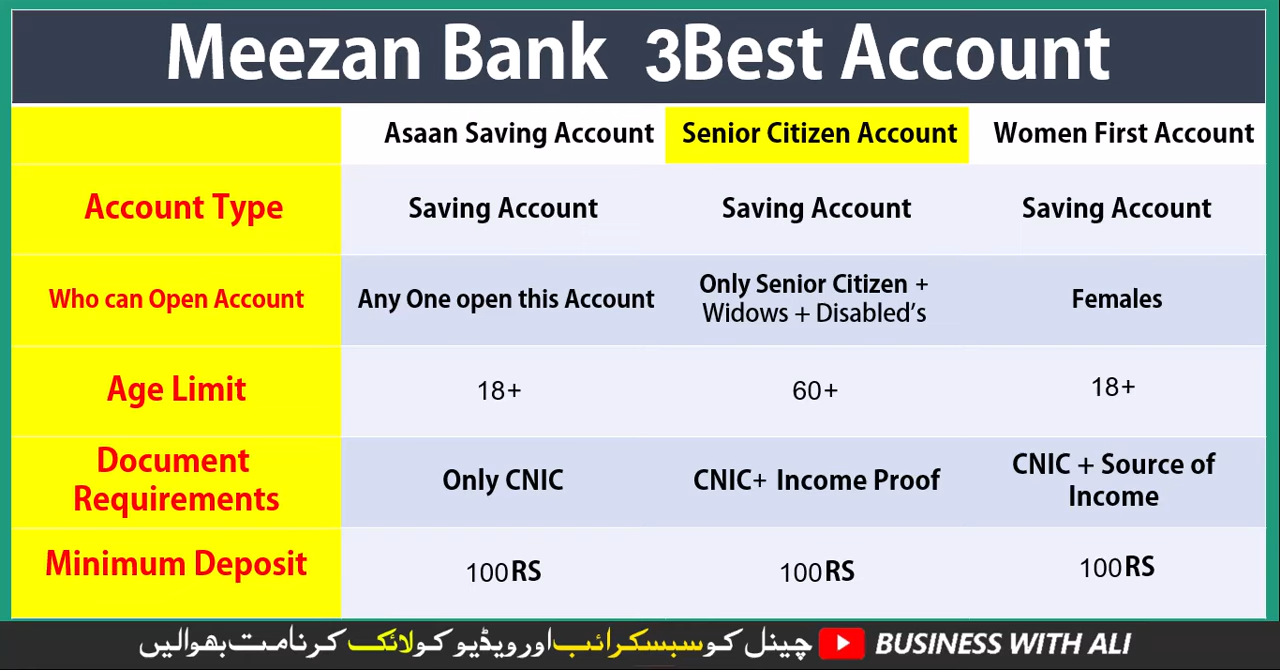 Meezan Bank 3Best Account
Asaan Saving Account Senior Citizen Account Women First Account
Account Type Saving Account Saving Account Saving Account
Who can Open Account Any One open this Account Only Senior Citizen +
Widows + Disabled's Females
Age Limit 18+ 60+ 18+
Document
Requirements Only CNIC CNIC+ Income Proof CNIC + Source of
Income
Minimum Deposit 100RS 100RS 100RS
چینل کو سبسکرائب اور ویڈیو کو لائک کرنا مت بھوالیں BUSINESS WITH ALI